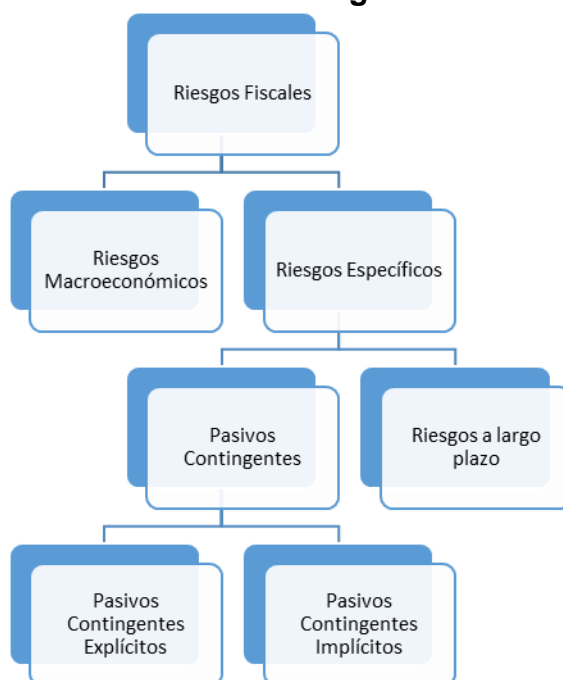 Riesgos Fiscales
Riesgos
Macroeconómicos
Riesgos Específicos
Pasivos
Contingentes
Riesgos a largo
plazo
Pasivos
Contingentes
Explícitos
Pasivos
Contingentes
Implícitos